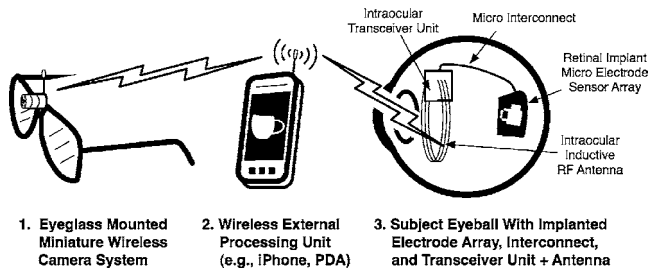 Intraocular
Transceiver Unit
Micro Interconnect
Retinal Implant
Micro Electrode
Sensor Array
Intraocular
Inductive
RF Antenna
1. Eyeglass Mounted
Miniature Wireless
Camera System
2. Wireless External
Processing Unit
(e.g., iPhone, PDA)
3. Subject Eyeball With Implanted
Electrode Array, Interconnect,
and Transceiver Unit + Antenna